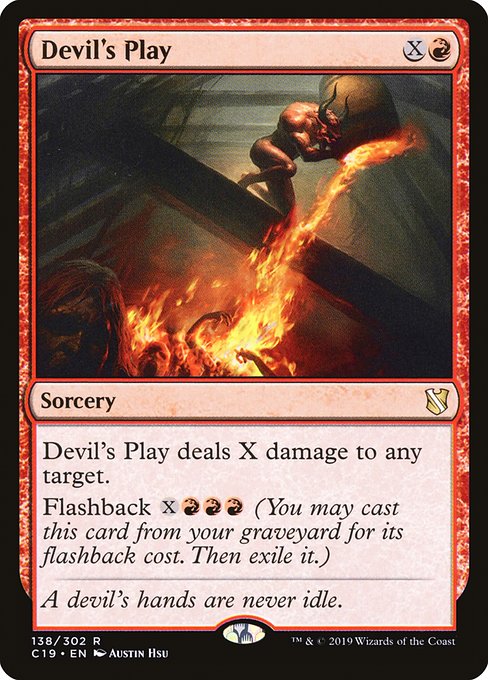 Devil's Play X
Sorcery
Devil's Play deals X damage to any
target.
Flashback X (You may cast
this card from your graveyard for its
flashback cost. Then exile it.)
A devil's hands are never idle.
138/302 R
C19 • EN Austin Hsu
™ & © 2019 Wizards of the Coast